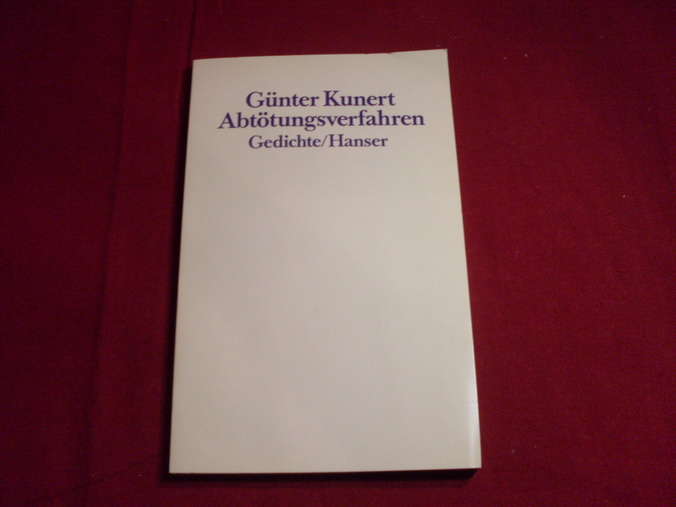 Günter Kunert
Abtötungsverfahren
Gedichte/Hanser